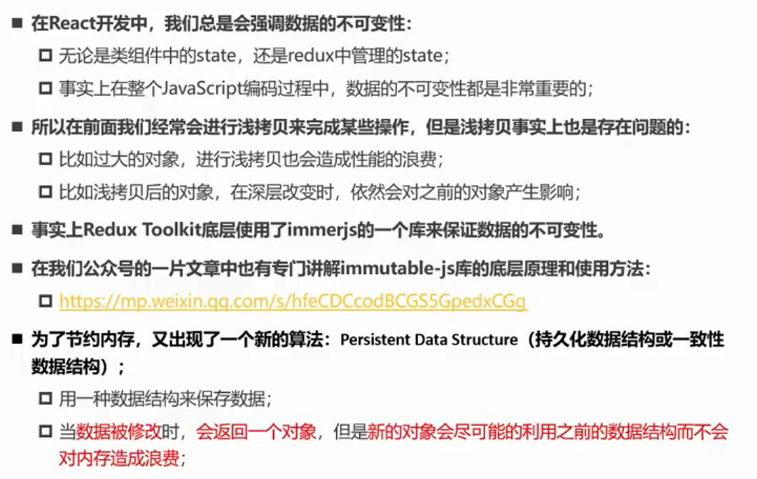 在React开发中，我们总是会强调数据的不可变性：
无论是类组件中的state，还是redux中管理的state；
事实上在整个JavaScript编码过程中，数据的不可变性都是非常重要的；
所以在前面我们经常会进行浅拷贝来完成某些操作，但是浅拷贝事实上也是存在问题的：
比如过大的对象，进行浅拷贝也会造成性能的浪费；
比如浅拷贝后的对象，在深层改变时，依然会对之前的对象产生影响；
事实上Redux Toolkit底层使用了immerjs的一个库来保证数据的不可变性。
在我们公众号的一片文章中也有专门讲解immutable-js库的底层原理和使用方法：
https://mp.weixin.qq.com/s/hfeCDCcodBCGS5GpedxCGg
为了节约内存，又出现了一个新的算法：Persistent Data Structure（持久化数据结构或一致性
数据结构）；
用一种数据结构来保存数据；
当数据被修改时，会返回一个对象，但是新的对象会尽可能的利用之前的数据结构而不会
对内存造成浪费；